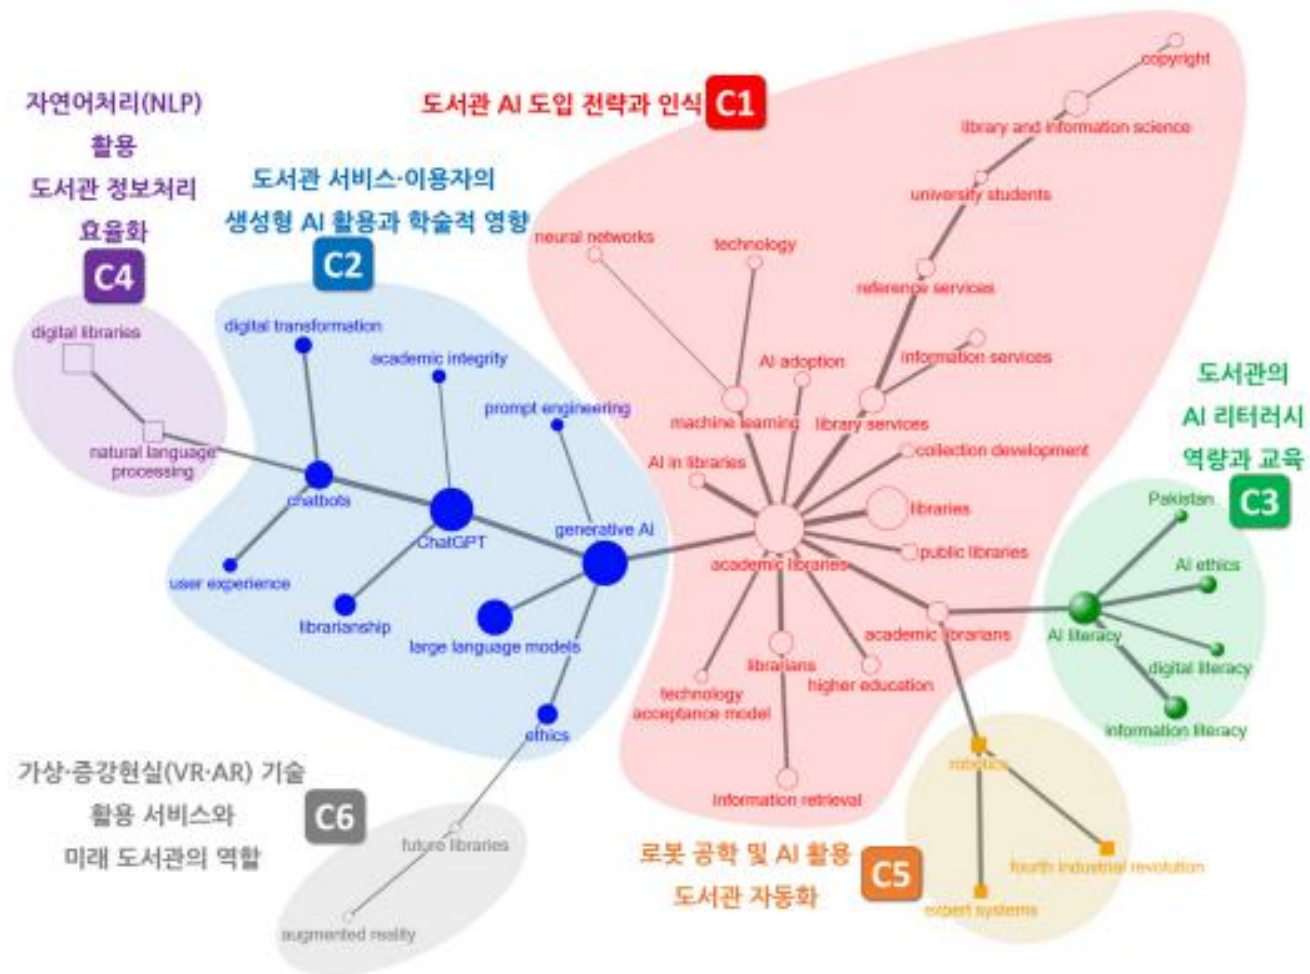 자연어처리(NLP)
활용
도서관 정보처리
효율화
C4
digital libraries
natural language
processing
도서관 서비스·이용자의
생성형 AI 활용과 학술적 영향
C2
digital transformation
academic integrity
prompt engineering
chatbots
ChatGPT
generative AI
user experience
librarianship
large language models
ethics
도서관 AI 도입 전략과 인식
C1
copyright
library and information science
university students
neural networks
technology
reference services
information services
AI adoption
machine learning
library services
AI in libraries
collection development
libraries
public libraries
academic libraries
academic librarians
librarians
higher education
technology
acceptance model
information retrieval
도서관의
AI 리터러시
역량과 교육
C3
Pakistan
AI ethics
AI literacy
digital literacy
information literacy
가상·증강현실(VR·AR) 기술
활용 서비스와
미래 도서관의 역할
C6
future libraries
augmented reality
로봇 공학 및 AI 활용
도서관 자동화
C5
robotics
fourth industrial revolution
expert systems